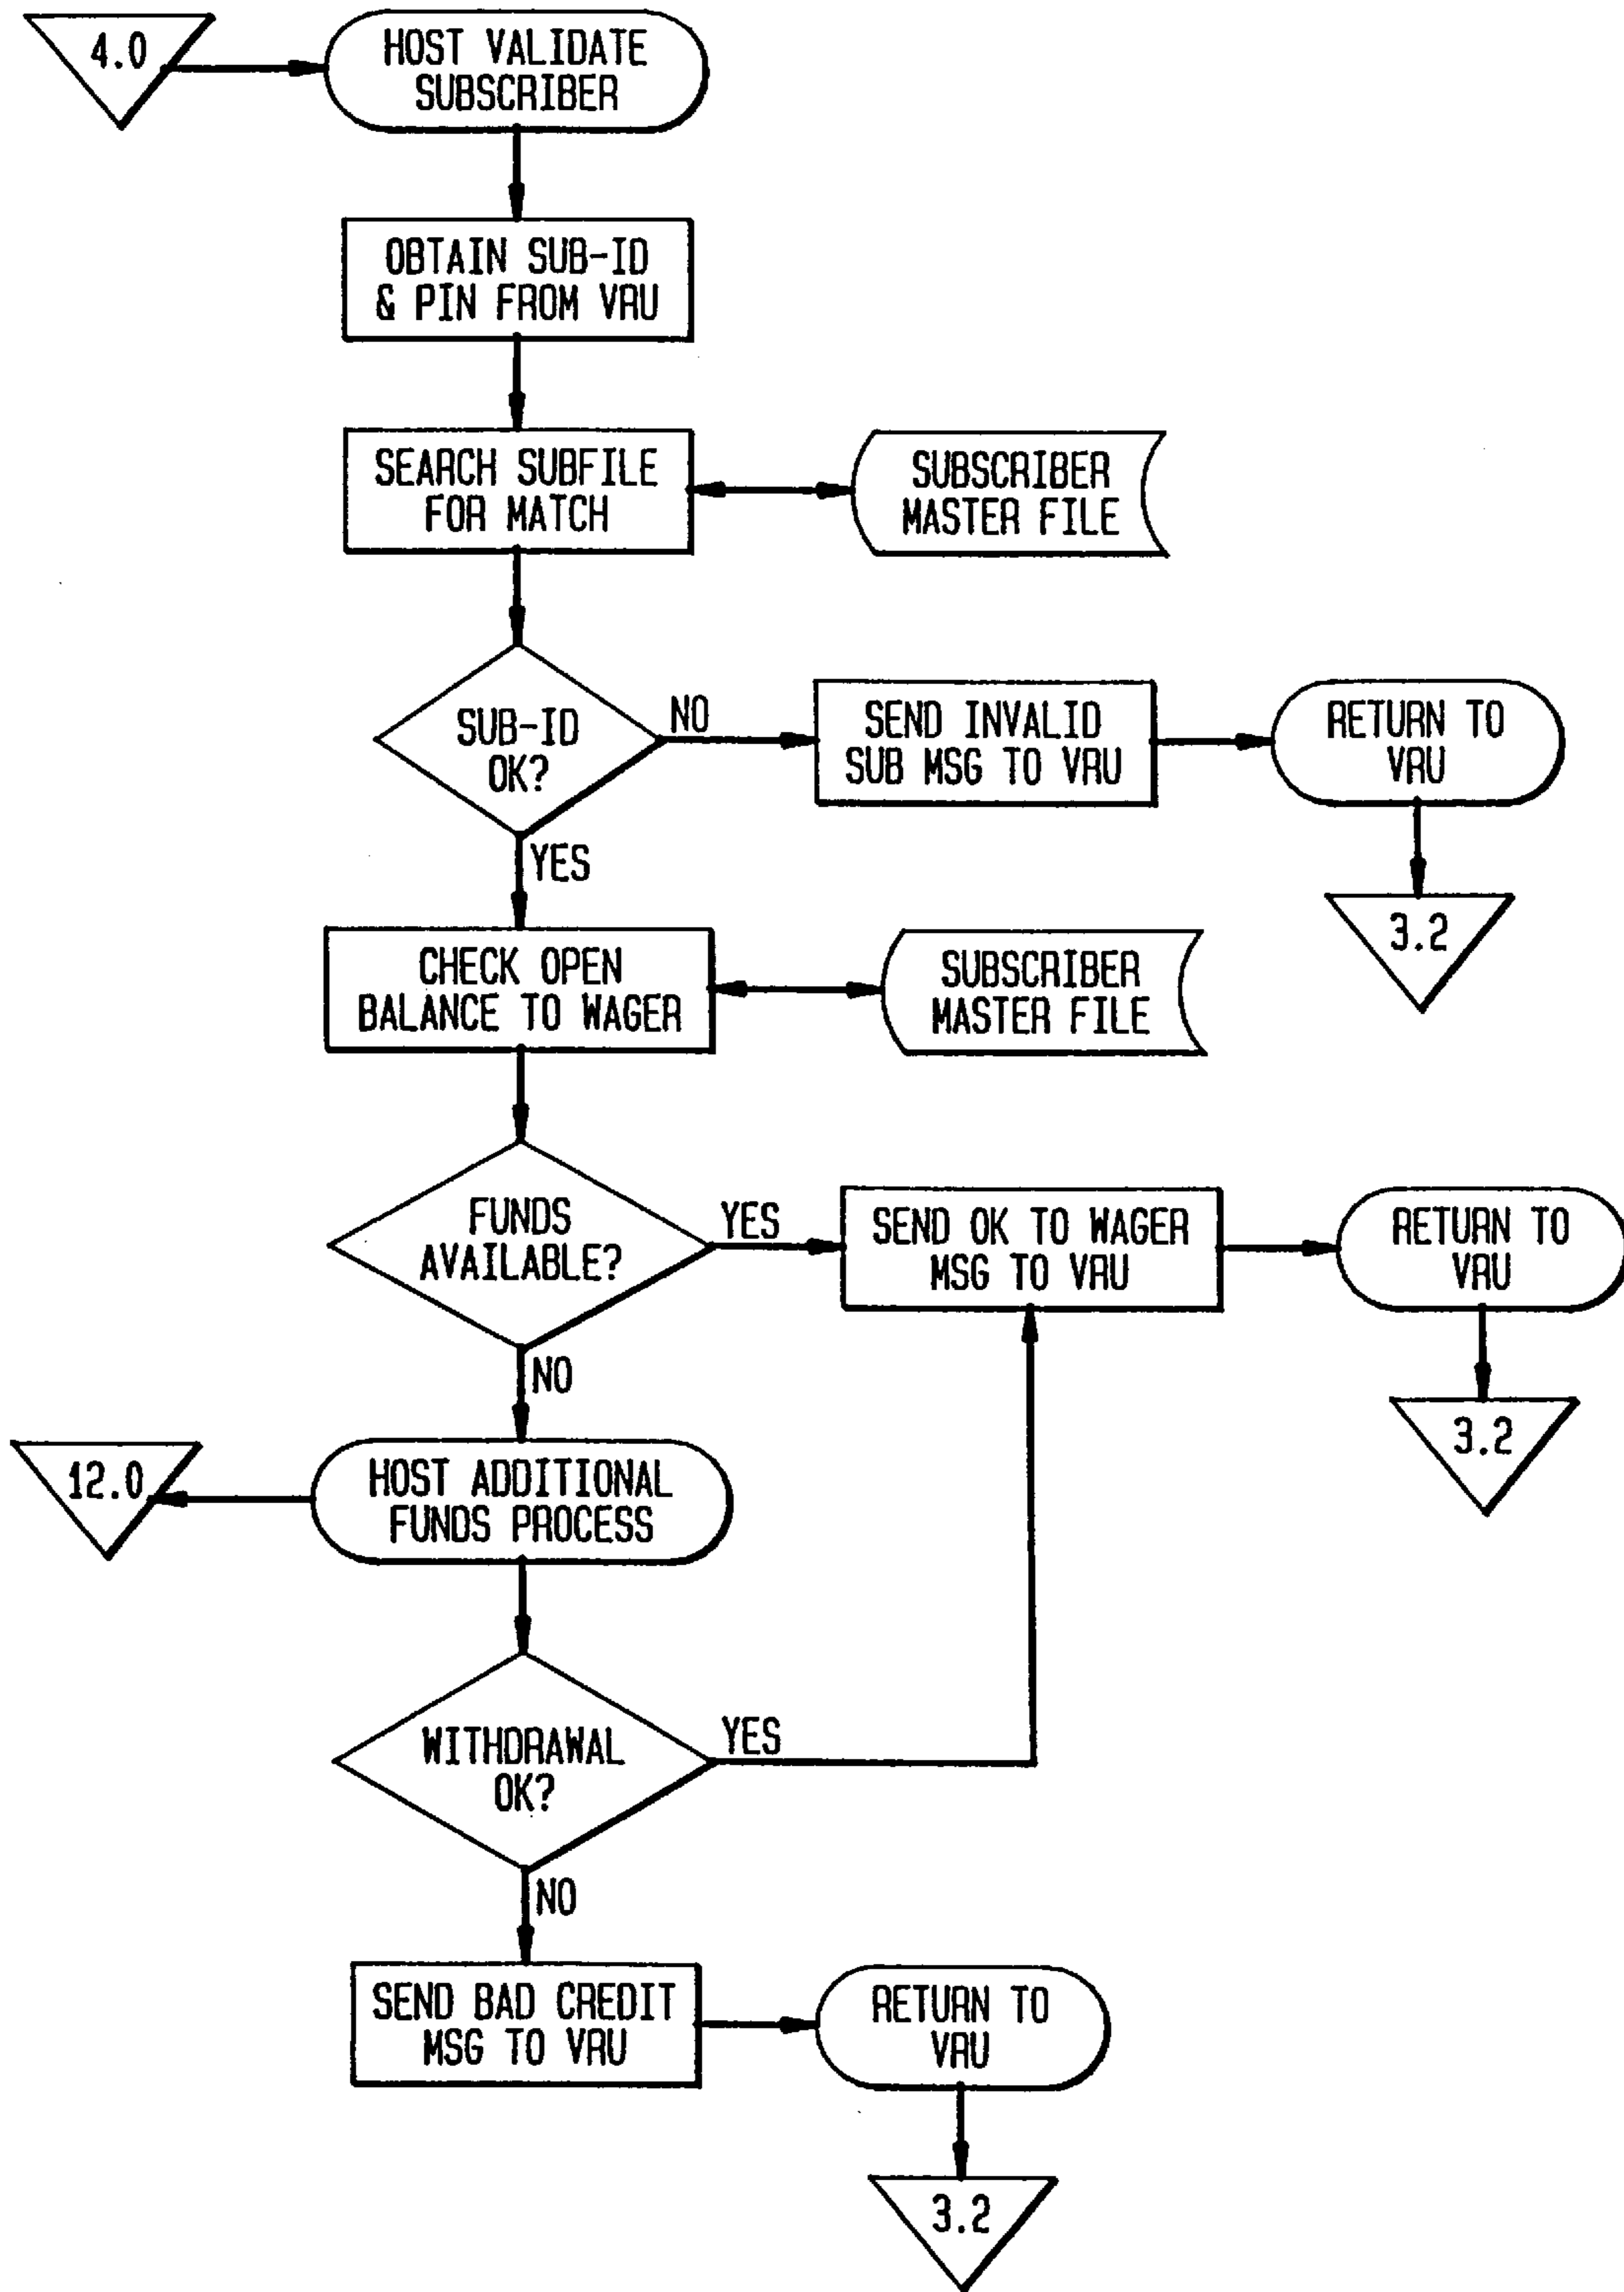 4.0
HOST VALIDATE
SUBSCRIBER
OBTAIN SUB-ID
& PIN FROM VRU
SEARCH SUBFILE
FOR MATCH
SUBSCRIBER
MASTER FILE
SUB-ID
OK?
NO
SEND INVALID
SUB MSG TO VRU
RETURN TO
VRU
3.2
YES
CHECK OPEN
BALANCE TO WAGER
SUBSCRIBER
MASTER FILE
FUNDS
AVAILABLE?
YES
SEND OK TO WAGER
MSG TO VRU
RETURN TO
VRU
3.2
NO
12.0
HOST ADDITIONAL
FUNDS PROCESS
WITHDRAWAL
OK?
YES
NO
SEND BAD CREDIT
MSG TO VRU
RETURN TO
VRU
3.2